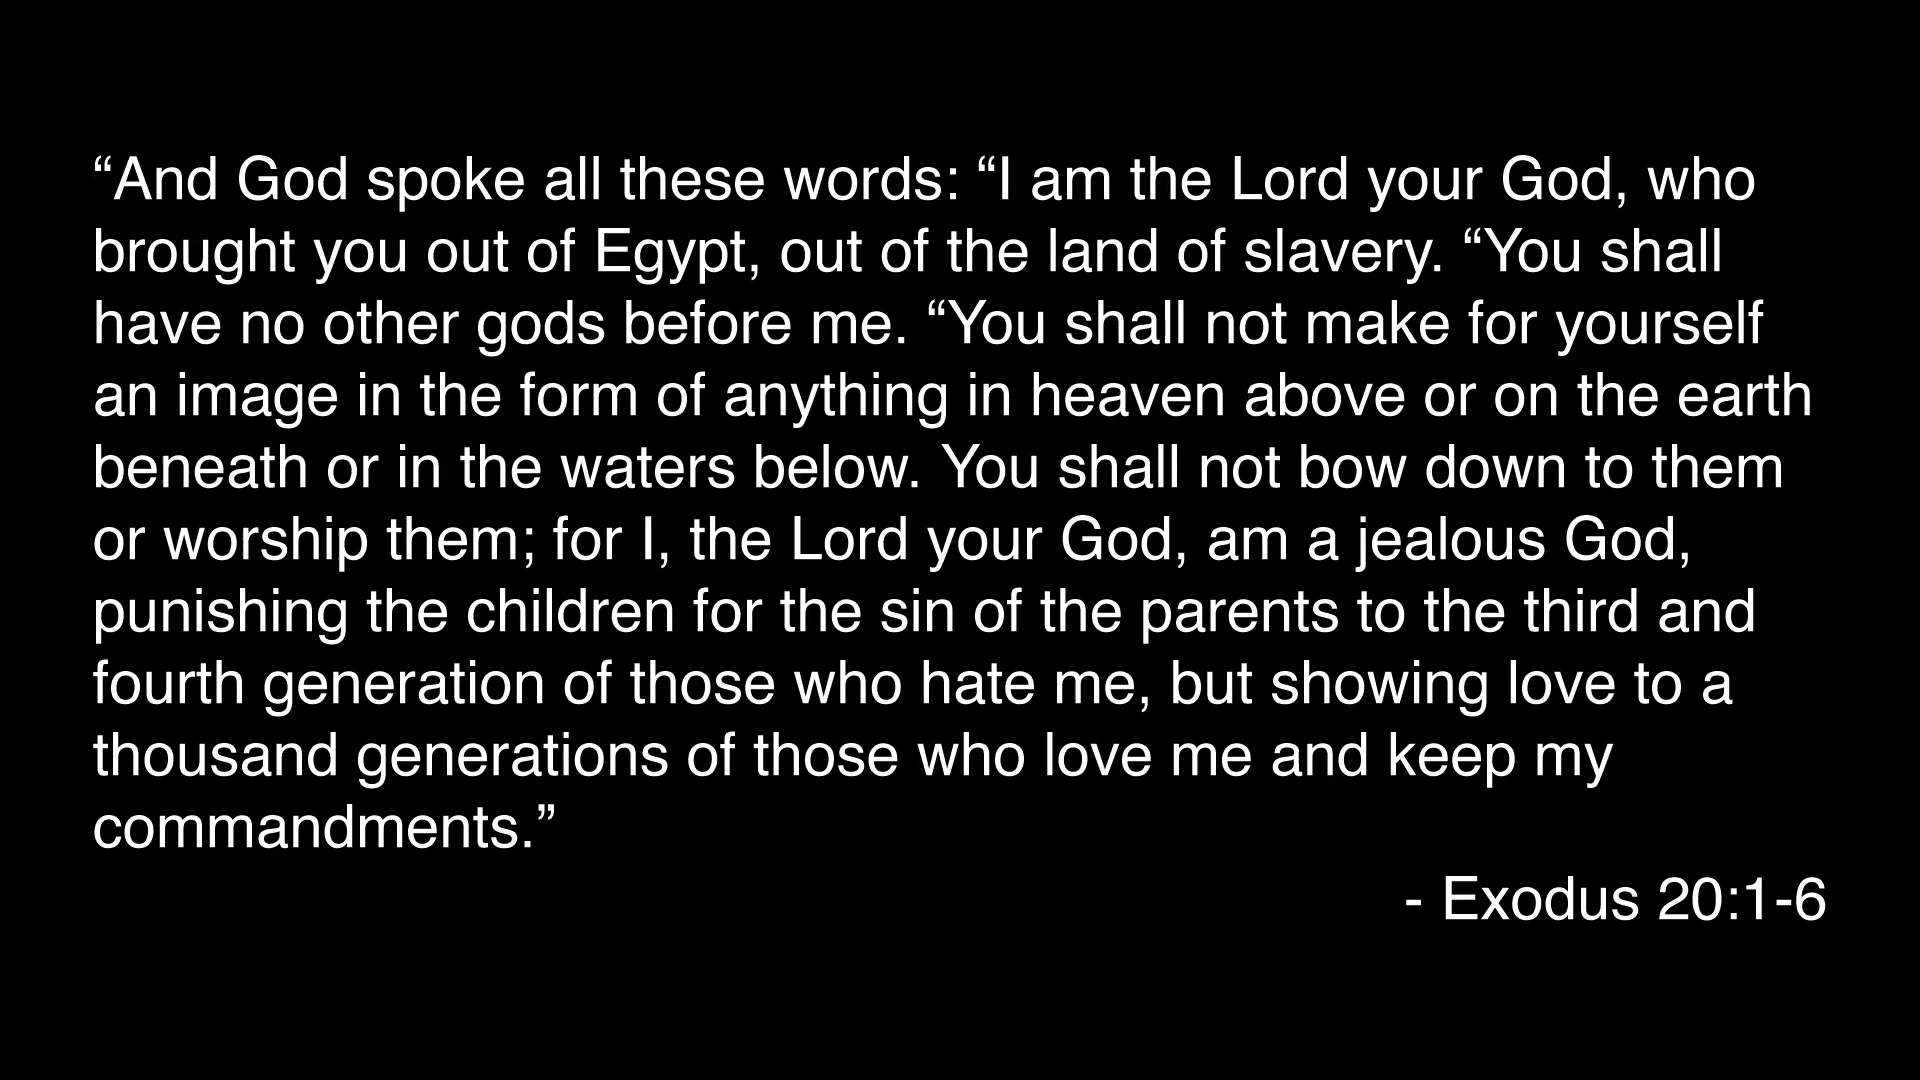 “And God spoke all these words: “I am the Lord your God, who
brought you out of Egypt, out of the land of slavery. “You shall
have no other gods before me. “You shall not make for yourself
an image in the form of anything in heaven above or on the earth
beneath or in the waters below. You shall not bow down to them
or worship them; for I, the Lord your God, am a jealous God,
punishing the children for the sin of the parents to the third and
fourth generation of those who hate me, but showing love to a
thousand generations of those who love me and keep my
commandments.”
- Exodus 20:1-6